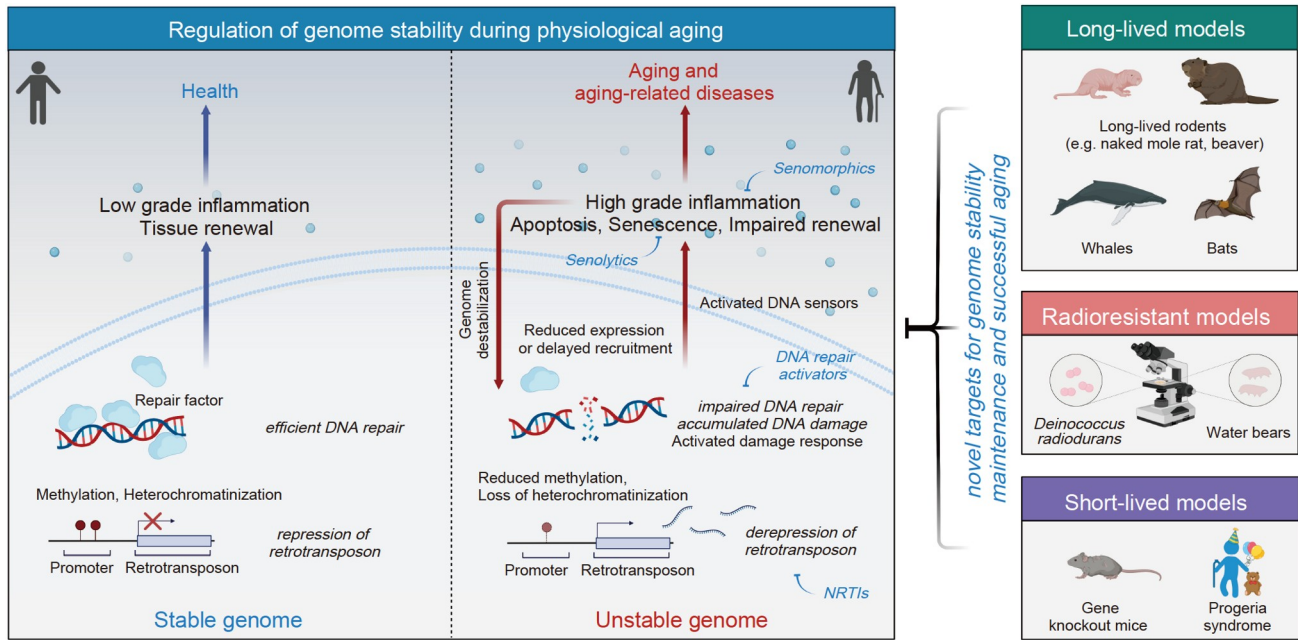 Regulation of genome stability during physiological aging
Health
Low grade inflammation
Tissue renewal
Repair factor
efficient DNA repair
Methylation, Heterochromatinization
repression of
retrotransposon
Promoter
Retrotransposon
Stable genome
Aging and
aging-related diseases
Senomorphics
High grade inflammation
Apoptosis, Senescence, Impaired renewal
Senolytics
Genome
destabilization
Activated DNA sensors
Reduced expression
or delayed recruitment
DNA repair
activators
impaired DNA repair
accumulated DNA damage
Activated damage response
Reduced methylation,
Loss of heterochromatinization
derepression of
retrotransposon
Promoter
Retrotransposon
NRTIs
Unstable genome
novel targets for genome stability
maintenance and successful aging
Long-lived models
Long-lived rodents
(e.g. naked mole rat, beaver)
Whales
Bats
Radioresistant models
Deinococcus
radiodurans
Water bears
Short-lived models
Gene
knockout mice
Progeria
syndrome